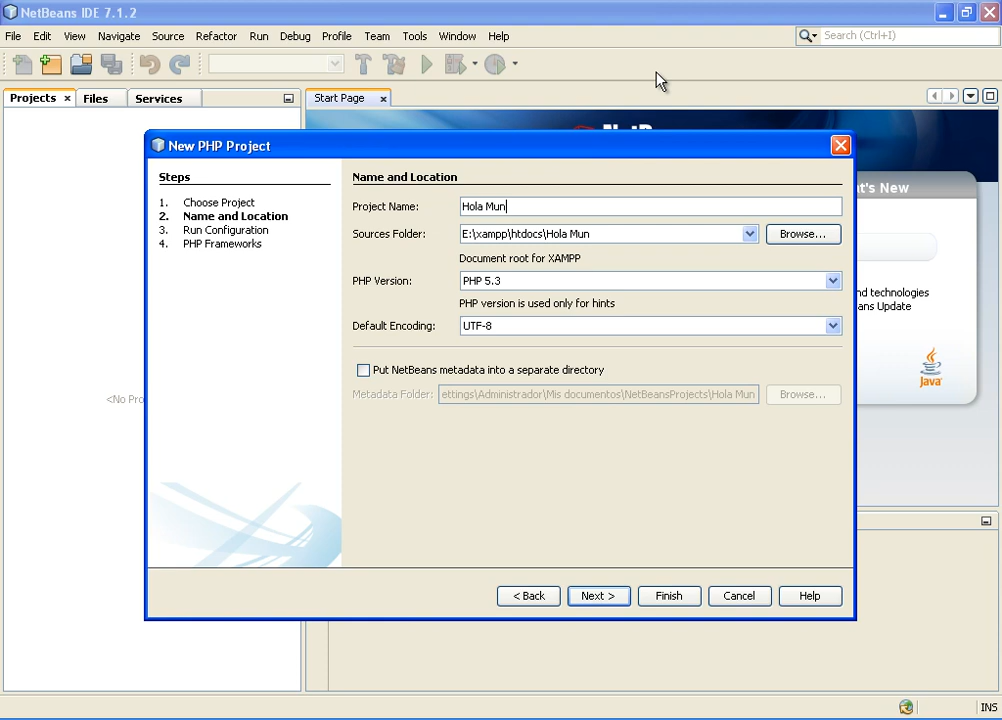 NetBeans IDE 7.1.2
File Edit View Navigate Source Refactor Run Debug Profile Team Tools Window Help
Search (Ctrl+I)
Projects Files Services
Start Page
New PHP Project
Steps
1. Choose Project
2. Name and Location
3. Run Configuration
4. PHP Frameworks
Name and Location
Project Name: Hola Mun
Sources Folder: E:\xampp\htdocs\Hola Mun Browse...
Document root for XAMPP
PHP Version: PHP 5.3
PHP version is used only for hints
Default Encoding: UTF-8
Put NetBeans metadata into a separate directory
Metadata Folder: ettings\Administrador\Mis documentos\NetBeansProjects\Hola Mun Browse...
< Back Next > Finish Cancel Help
<No Pro
t's New
nd technologies
ans Update
Java
INS